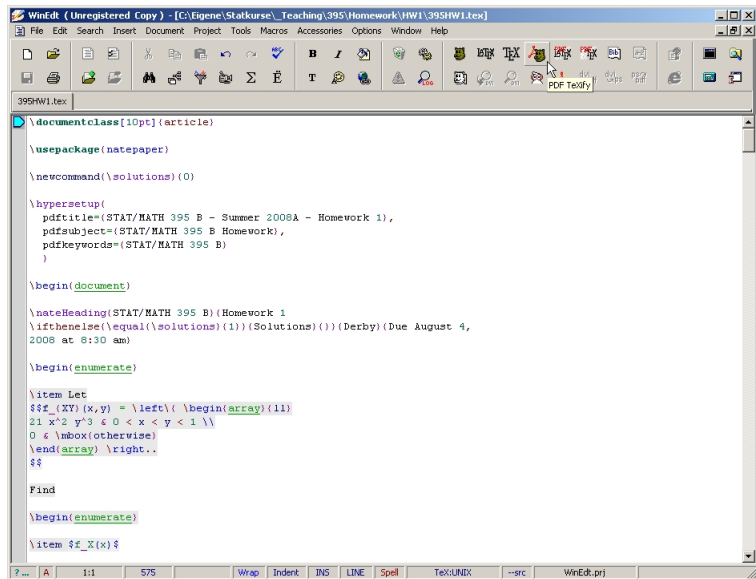 WinEdt (Unregistered Copy) - [C:\Eigene\Statkurse\_Teaching\395\Homework\HW1\395HW1.tex]
File Edit Search Insert Document Project Tools Macros Accessories Options Window Help
PDF TeXify
395HW1.tex
\documentclass[10pt]{article}
\usepackage{natepaper}
\newcommand{\solutions}{0}
\hypersetup{
pdftitle={STAT/MATH 395 B - Summer 2008A - Homework 1},
pdfsubject={STAT/MATH 395 B Homework},
pdfkeywords={STAT/MATH 395 B}
}
\begin{document}
\nateHeading{STAT/MATH 395 B}{Homework 1
\ifthenelse{\equal{\solutions}{1}}{Solutions}{}}{Derby}{Due August 4,
2008 at 8:30 am}
\begin{enumerate}
\item Let
$$f_{XY}(x,y) = \left\{ \begin{array}{ll}
21 x^2 y^3 & 0 < x < y < 1 \\
0 & \mbox{otherwise}
\end{array} \right..
$$
Find
\begin{enumerate}
\item $f_X(x)$
?... A 1:1 575 Wrap Indent INS LINE Spell TeX:UNIX --src WinEdt.prj